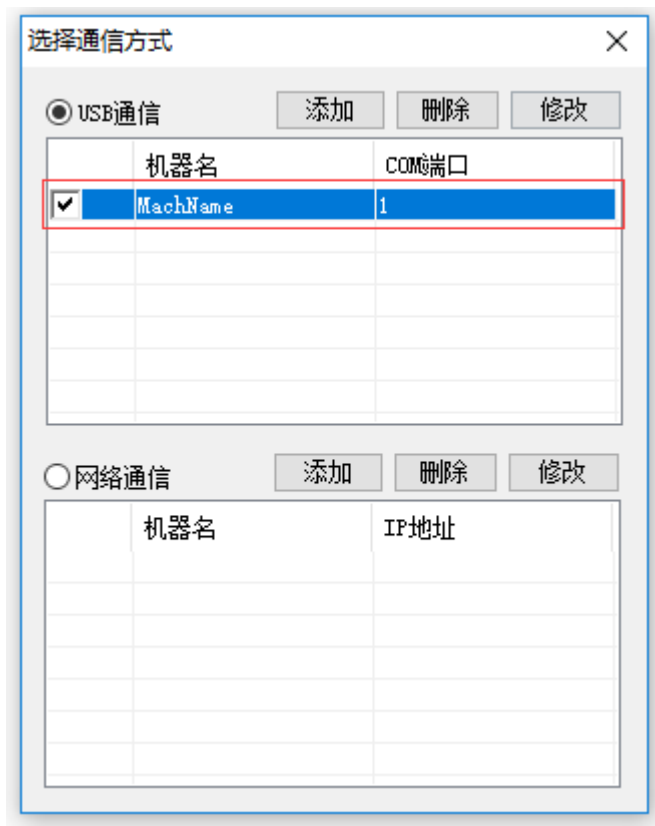 选择通信方式
USB通信 添加 删除 修改
机器名 COM端口
MachName 1
网络通信 添加 删除 修改
机器名 IP地址